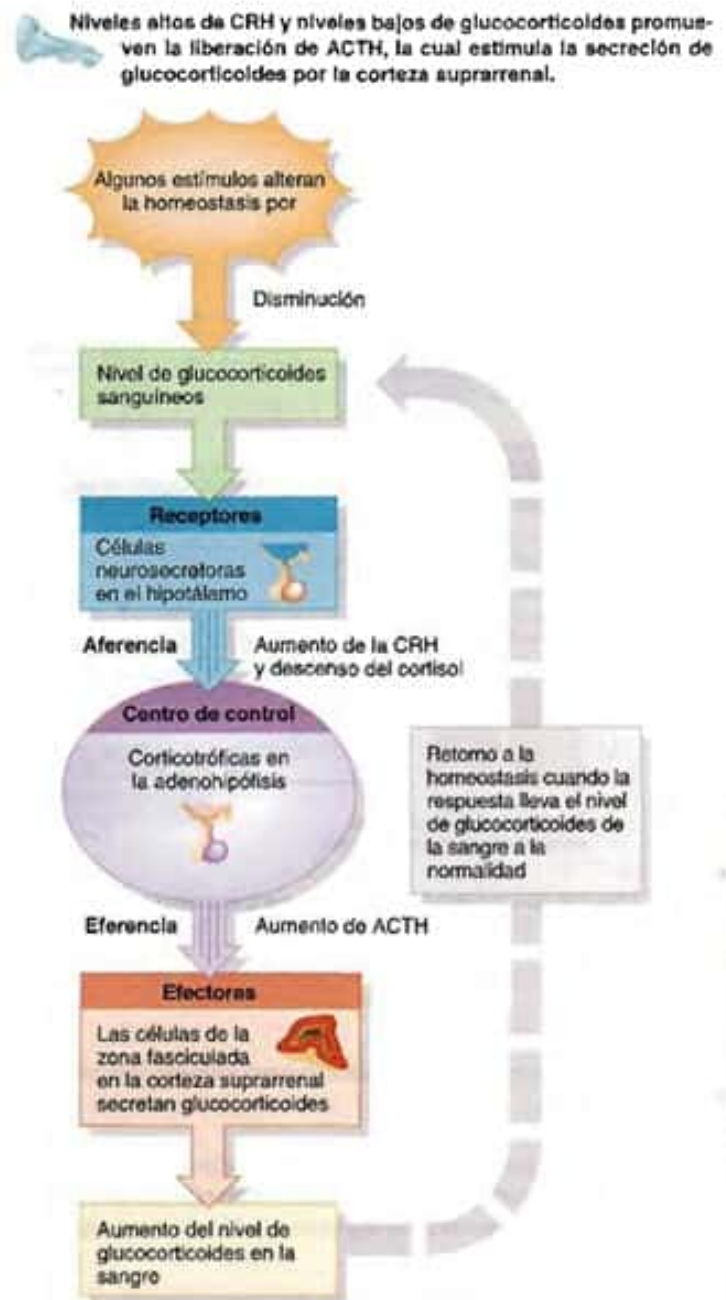 Niveles altos de CRH y niveles bajos de glucocorticoides promue-
ven la liberación de ACTH, la cual estimula la secreción de
glucocorticoides por la corteza suprarrenal.
Algunos estímulos alteran
la homeostasis por
Disminución
Nivel de glucocorticoides
sanguíneos
Receptores
Células
neurosecretoras
en el hipotálamo
Aferencia
Aumento de la CRH
y descenso del cortisol
Centro de control
Corticotróficas en
la adenohipófisis
Retorno a la
homeostasis cuando la
respuesta lleva el nivel
de glucocorticoides de
la sangre a la
normalidad
Eferencia
Aumento de ACTH
Efectores
Las células de la
zona fasciculada
en la corteza suprarrenal
secretan glucocorticoides
Aumento del nivel de
glucocorticoides en la
sangre